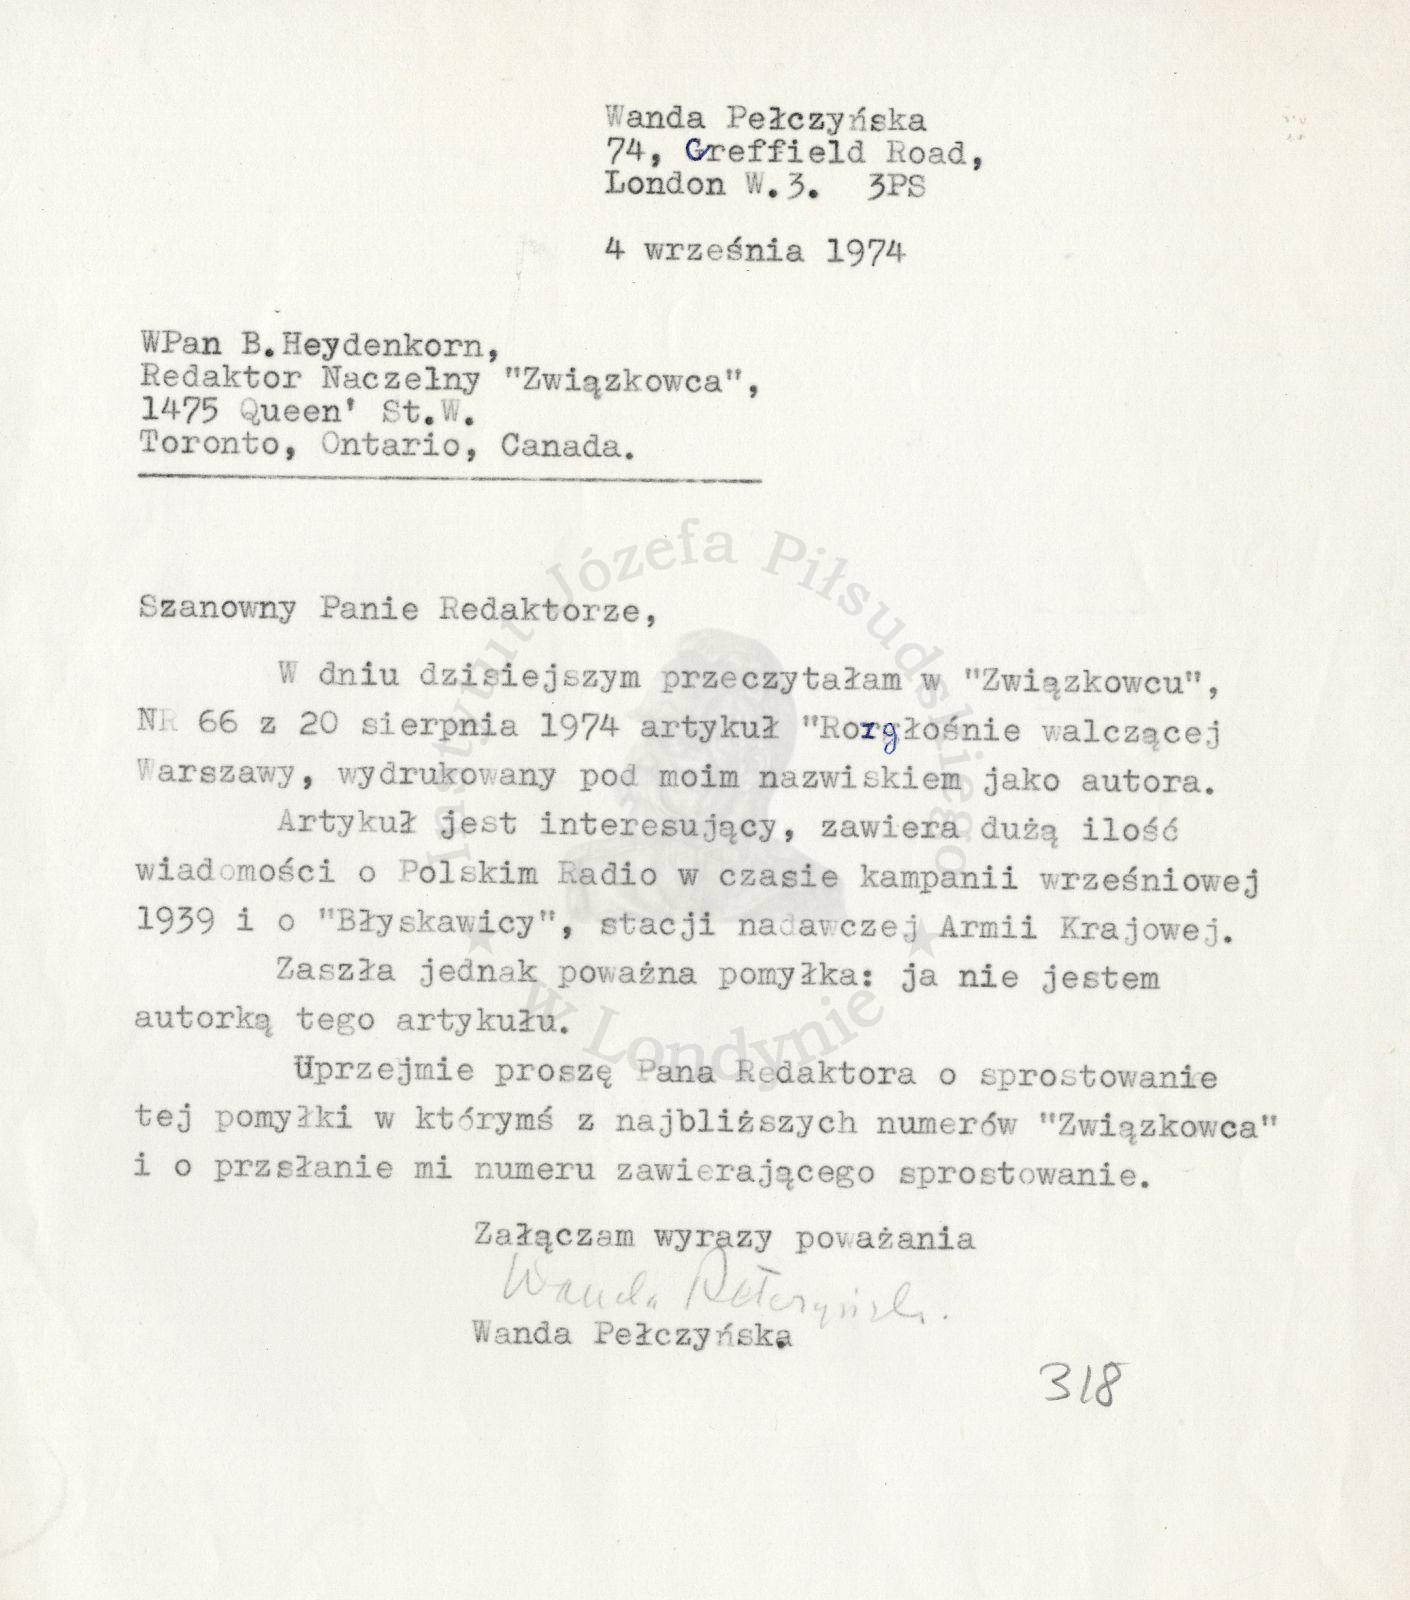 Wanda Pełczyńska
74, Greffield Road,
London W.3.  3PS
4 września 1974
WPan B.Heydenkorn,
Redaktor Naczelny "Związkowca",
1475 Queen' St.W.
Toronto, Ontario, Canada.
Szanowny Panie Redaktorze,
W dniu dzisiejszym przeczytałam w "Związkowcu",
NR 66 z 20 sierpnia 1974 artykuł "Rozgłośnie walczącej
Warszawy, wydrukowany pod moim nazwiskiem jako autora.
Artykuł jest interesujący, zawiera dużą ilość
wiadomości o Polskim Radio w czasie kampanii wrześniowej
1939 i o "Błyskawicy", stacji nadawczej Armii Krajowej.
Zaszła jednak poważna pomyłka: ja nie jestem
autorką tego artykułu.
Uprzejmie proszę Pana Redaktora o sprostowanie
tej pomyłki w którymś z najbliższych numerów "Związkowca"
i o przsłanie mi numeru zawierającego sprostowanie.
Załączam wyrazy poważania
Wanda Pełczyńska.
Wanda Pełczyńska
318
Instytut Józefa Piłsudskiego
w Londynie